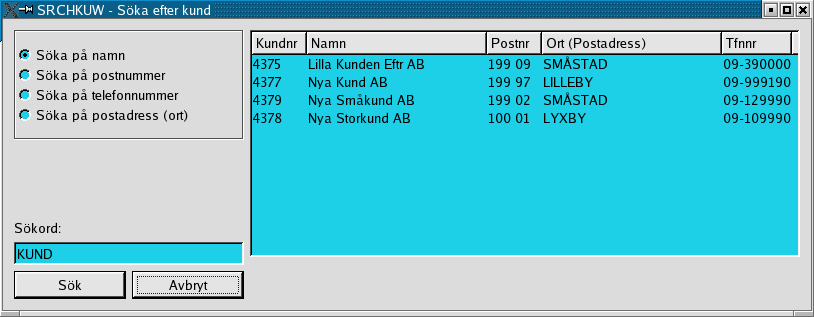 SRCHKUW - Söka efter kund
Söka på namn
Söka på postnummer
Söka på telefonnummer
Söka på postadress (ort)
Sökord:
KUND
Sök Avbryt
Kundnr Namn Postnr Ort (Postadress) Tfnnr
4375 Lilla Kunden Eftr AB 199 09 SMÅSTAD 09-390000
4377 Nya Kund AB 199 97 LILLEBY 09-999190
4379 Nya Småkund AB 199 02 SMÅSTAD 09-129990
4378 Nya Storkund AB 100 01 LYXBY 09-109990